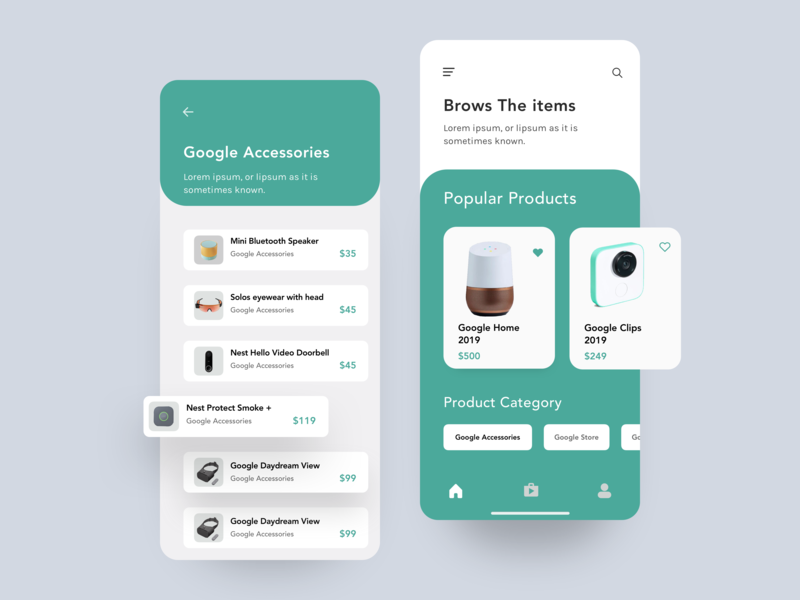 Google Accessories
Lorem ipsum, or lipsum as it is
sometimes known.
Mini Bluetooth Speaker
Google Accessories
$35
Solos eyewear with head
Google Accessories
$45
Nest Hello Video Doorbell
Google Accessories
$45
Nest Protect Smoke +
Google Accessories
$119
Google Daydream View
Google Accessories
$99
Google Daydream View
Google Accessories
$99
Brows The items
Lorem ipsum, or lipsum as it is
sometimes known.
Popular Products
Google Home
2019
$500
Google Clips
2019
$249
Product Category
Google Accessories
Google Store
Go